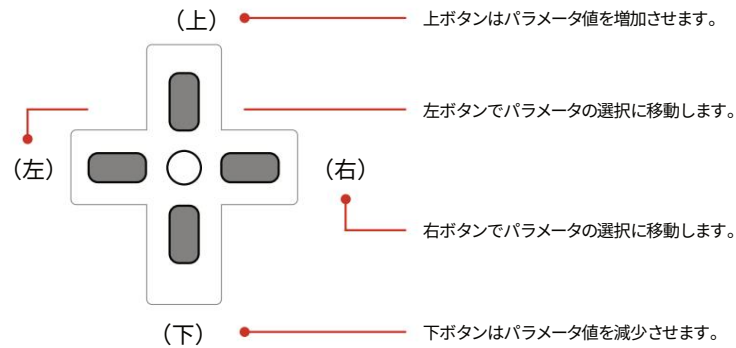 （上）
上ボタンはパラメータ値を増加させます。
左ボタンでパラメータの選択に移動します。
（左）
（右）
右ボタンでパラメータの選択に移動します。
（下）
下ボタンはパラメータ値を減少させます。